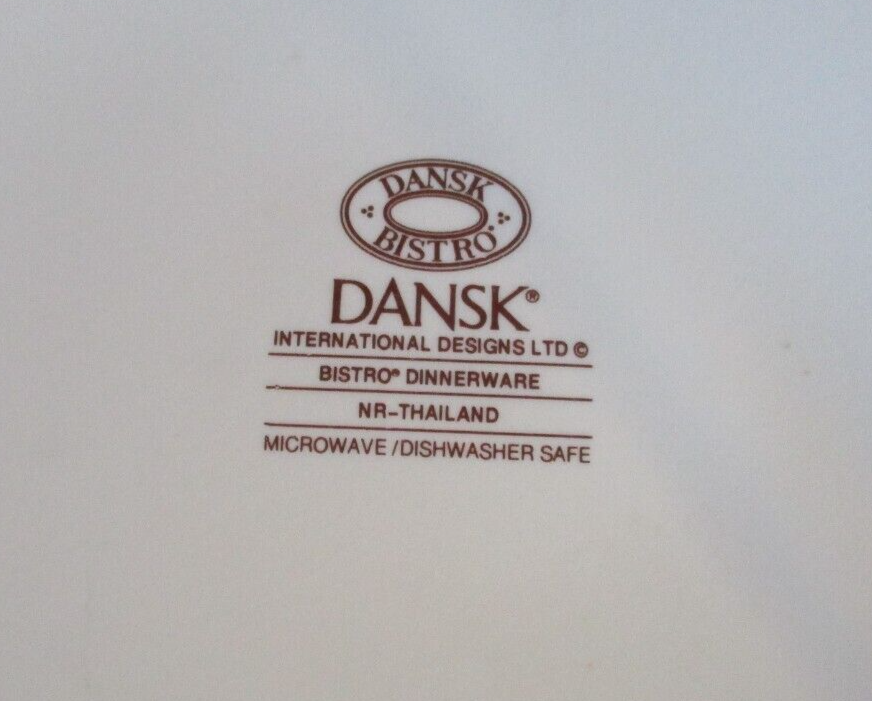 DANSK
BISTRO®
DANSK®
INTERNATIONAL DESIGNS LTD ©
BISTRO® DINNERWARE
NR-THAILAND
MICROWAVE/DISHWASHER SAFE